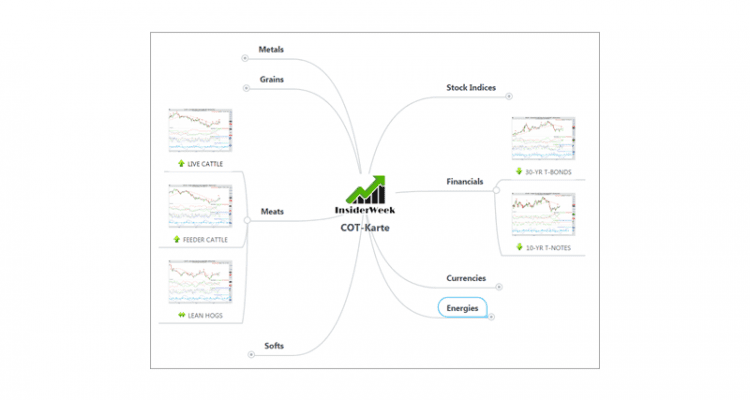 Metals
Grains
LIVE CATTLE
Meats
FEEDER CATTLE
LEAN HOGS
Softs
InsiderWeek
COT-Karte
Stock Indices
30-YR T-BONDS
Financials
10-YR T-NOTES
Currencies
Energies